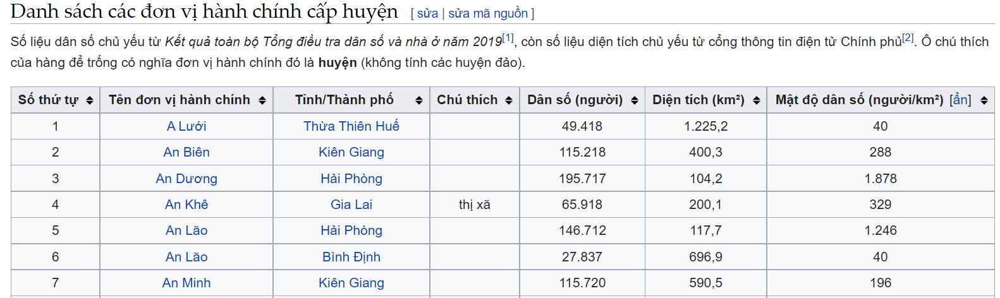 Danh sách các đơn vị hành chính cấp huyện [ sửa | sửa mã nguồn ]
Số liệu dân số chủ yếu từ Kết quả toàn bộ Tổng điều tra dân số và nhà ở năm 2019[1], còn số liệu diện tích chủ yếu từ cổng thông tin điện tử Chính phủ[2]. Ô chú thích
của hàng để trống có nghĩa đơn vị hành chính đó là huyện (không tính các huyện đảo).
Số thứ tự Tên đơn vị hành chính Tỉnh/Thành phố Chú thích Dân số (người) Diện tích (km²) Mật độ dân số (người/km²) [ẩn]
1 A Lưới Thừa Thiên Huế 49.418 1.225,2 40
2 An Biên Kiên Giang 115.218 400,3 288
3 An Dương Hải Phòng 195.717 104,2 1.878
4 An Khê Gia Lai thị xã 65.918 200,1 329
5 An Lão Hải Phòng 146.712 117,7 1.246
6 An Lão Bình Định 27.837 696,9 40
7 An Minh Kiên Giang 115.720 590,5 196